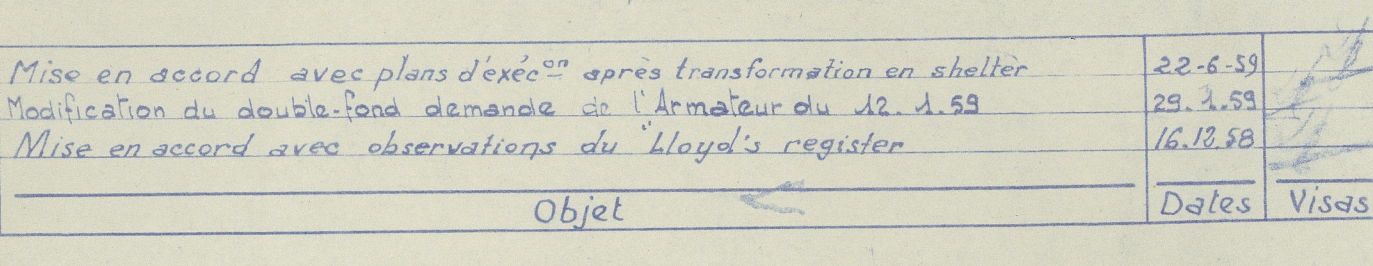 Mise en accord avec plans d'éxéc^on après transformation en shelter 22-6-59
Modification du double-fond demande de l'Armateur du 12.1.59 29.1.59
Mise en accord avec observations du "Lloyd's register 16.12.58
Objet Dates Visas